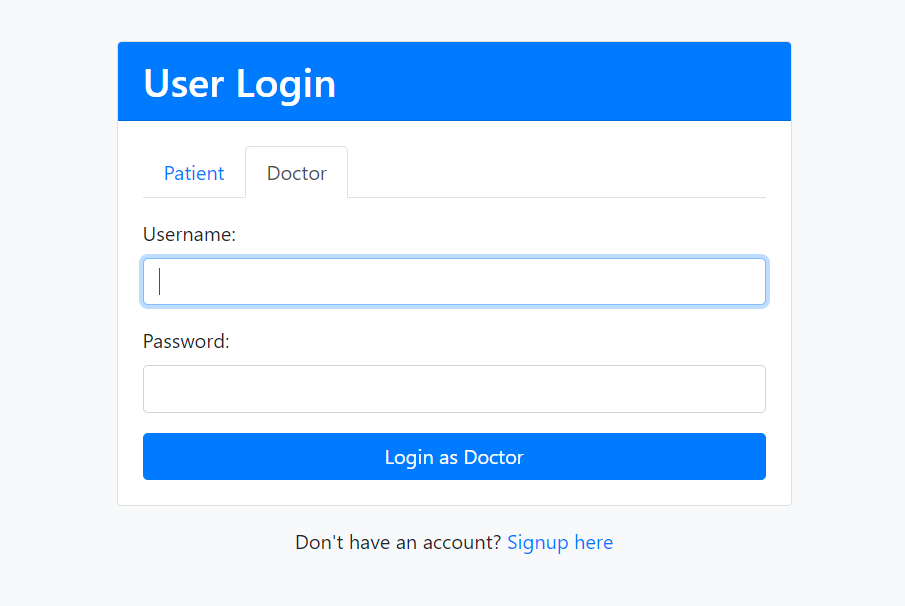 User Login
Patient Doctor
Username:
Password:
Login as Doctor
Don't have an account? Signup here